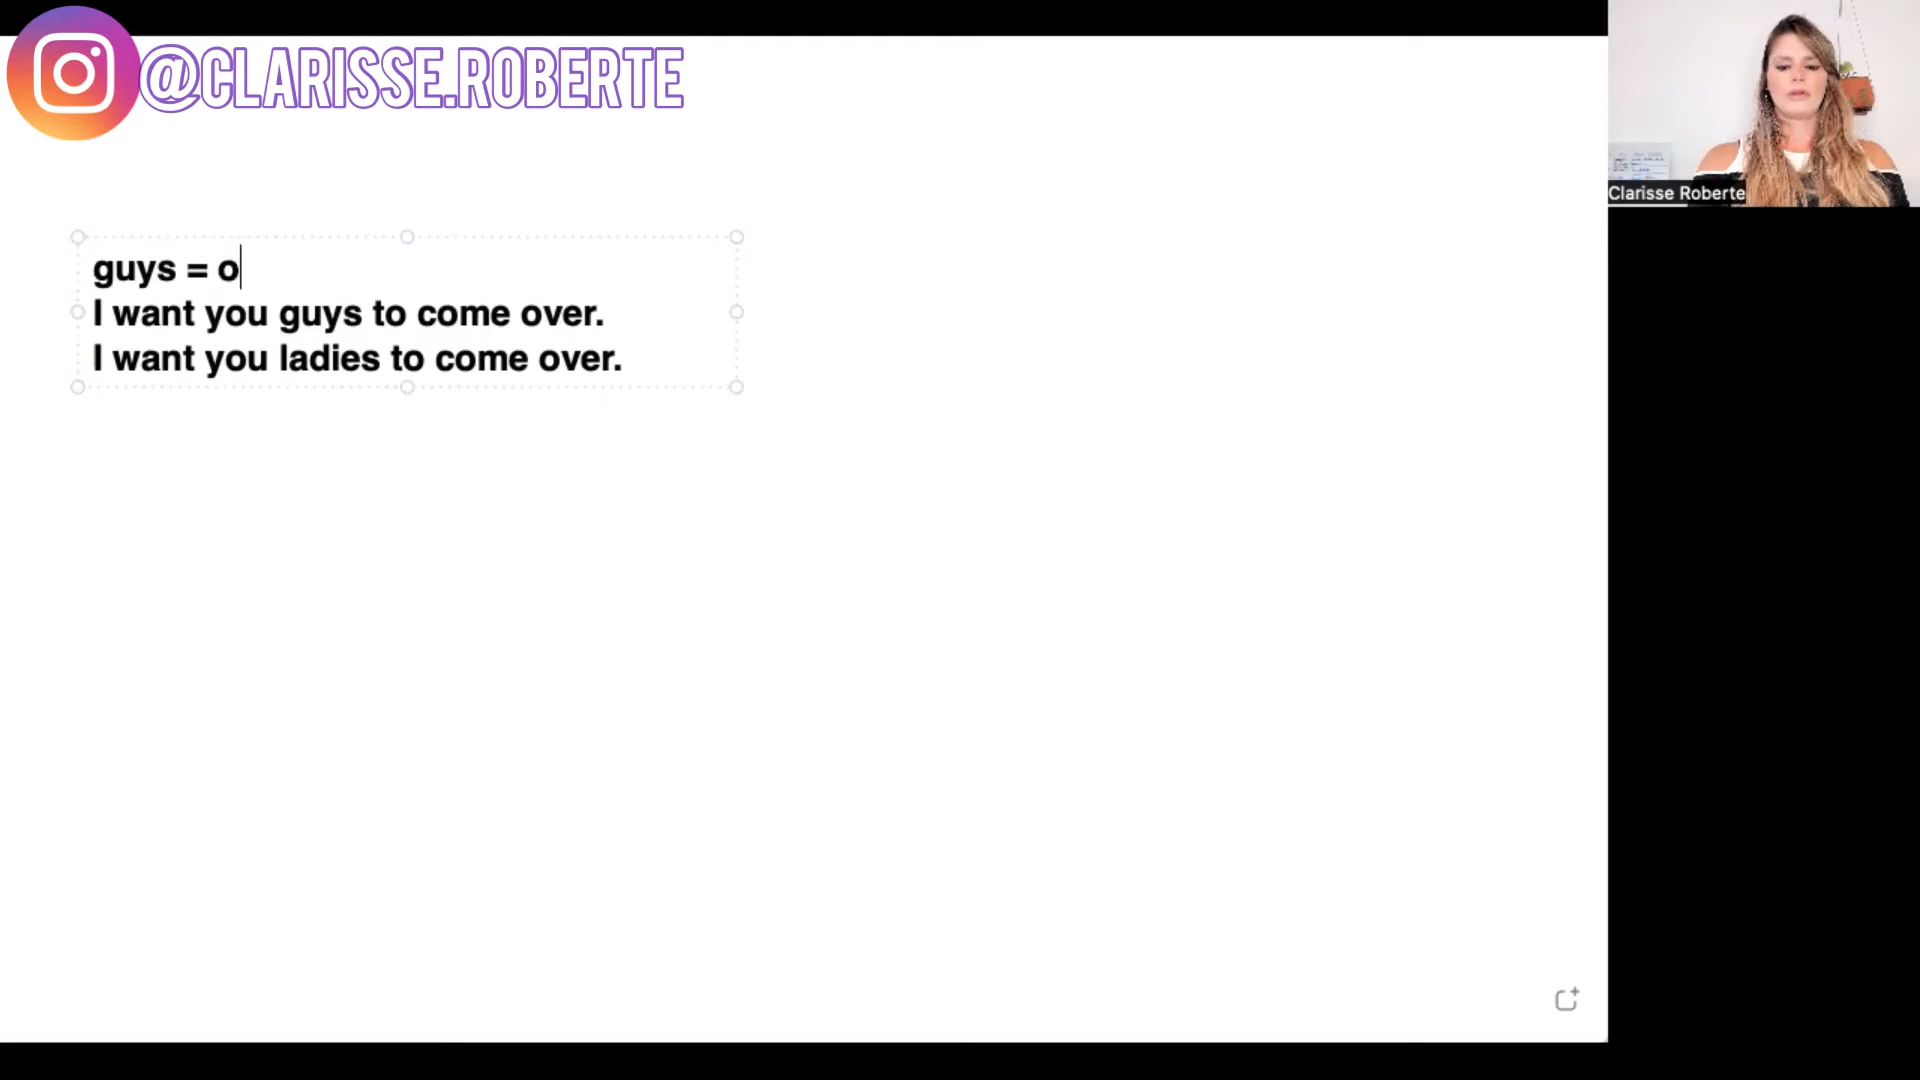 @CLARISSE.ROBERTE
Clarisse Roberte
guys = o
I want you guys to come over.
I want you ladies to come over.